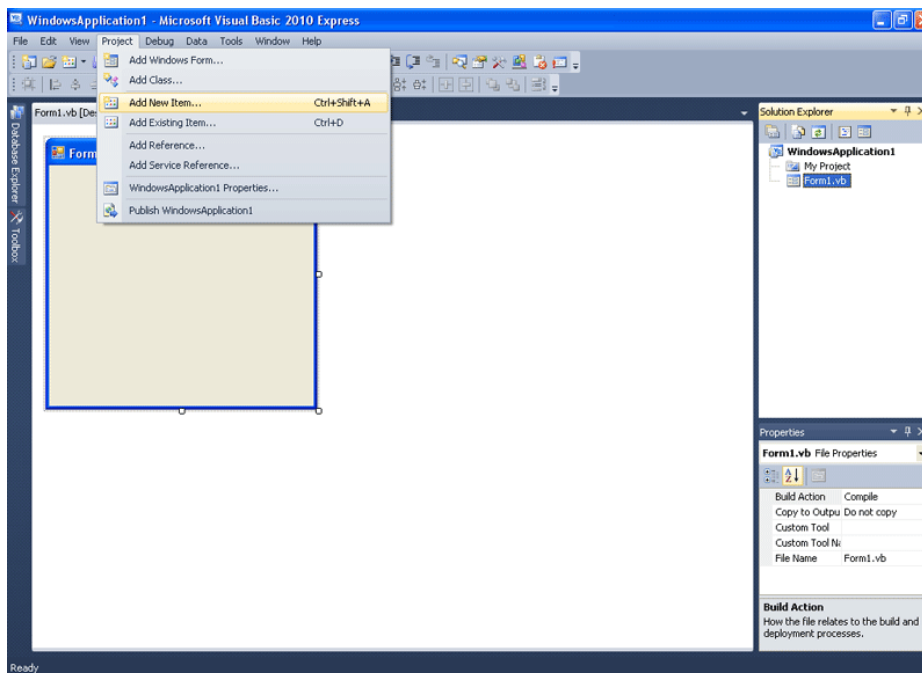 WindowsApplication1 - Microsoft Visual Basic 2010 Express
File Edit View Project Debug Data Tools Window Help
Add Windows Form...
Add Class...
Add New Item... Ctrl+Shift+A
Add Existing Item... Ctrl+D
Add Reference...
Add Service Reference...
WindowsApplication1 Properties...
Publish WindowsApplication1
Database Explorer
Toolbox
Form1.vb [De
Form
Solution Explorer
WindowsApplication1
My Project
Form1.vb
Properties
Form1.vb File Properties
Build Action Compile
Copy to Outpu Do not copy
Custom Tool
Custom Tool Na
File Name Form1.vb
Build Action
How the file relates to the build and
deployment processes.
Ready